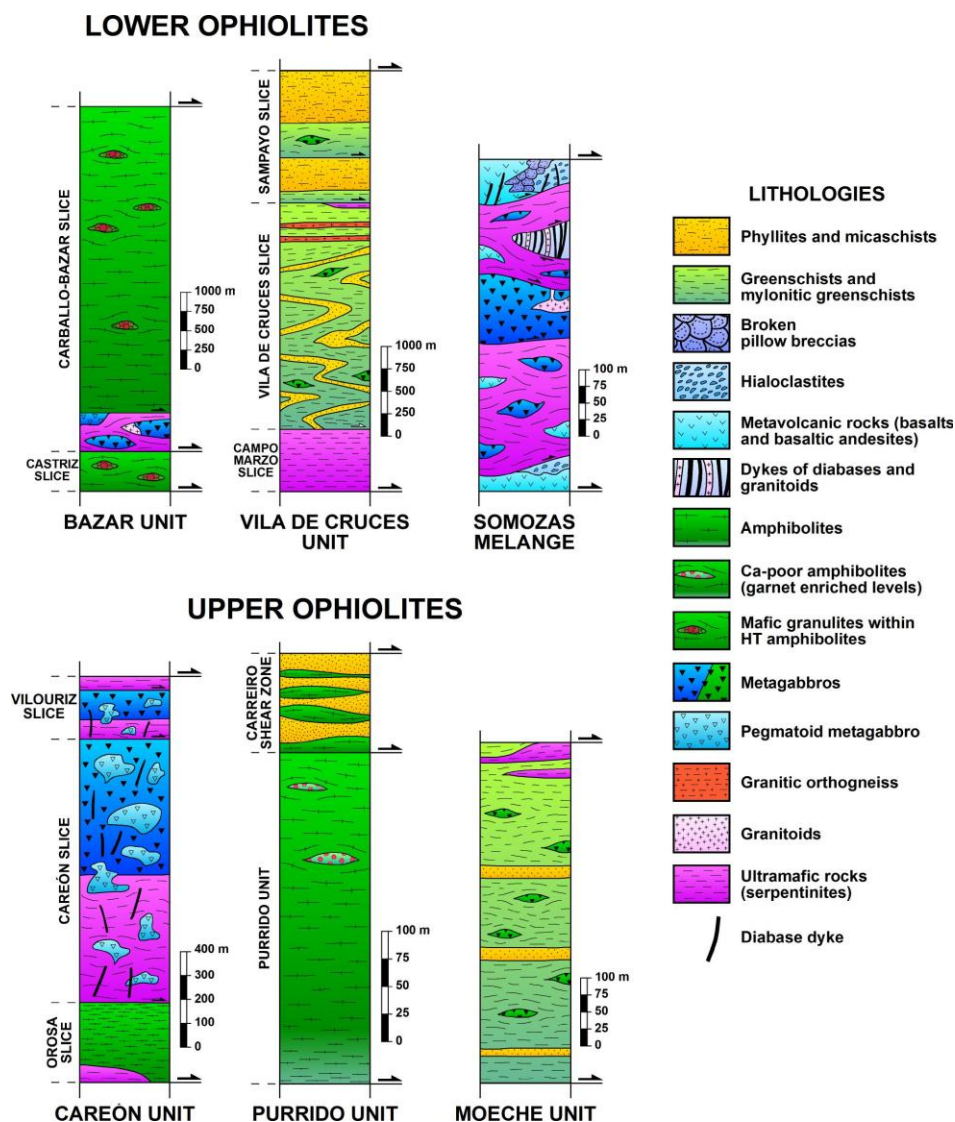 LOWER OPHIOLITES
CARBALLO-BAZAR SLICE
CASTRIZ
SLICE
1000 m
750
500
250
0
BAZAR UNIT
SAMPAYO SLICE
VILA DE CRUCES SLICE
CAMPO
MARZO
SLICE
1000 m
750
500
250
0
VILA DE CRUCES
UNIT
100 m
75
50
25
0
SOMOZAS
MELANGE
UPPER OPHIOLITES
VILOURIZ
SLICE
CAREÓN SLICE
OROSA
SLICE
400 m
300
200
100
0
CAREÓN UNIT
CARREIRO
SHEAR ZONE
PURRIDO UNIT
100 m
75
50
25
0
PURRIDO UNIT
100 m
75
50
25
0
MOECHE UNIT
LITHOLOGIES
Phyllites and micaschists
Greenschists and
mylonitic greenschists
Broken
pillow breccias
Hialoclastites
Metavolcanic rocks (basalts
and basaltic andesites)
Dykes of diabases and
granitoids
Amphibolites
Ca-poor amphibolites
(garnet enriched levels)
Mafic granulites within
HT amphibolites
Metagabbros
Pegmatoid metagabbro
Granitic orthogneiss
Granitoids
Ultramafic rocks
(serpentinites)
Diabase dyke